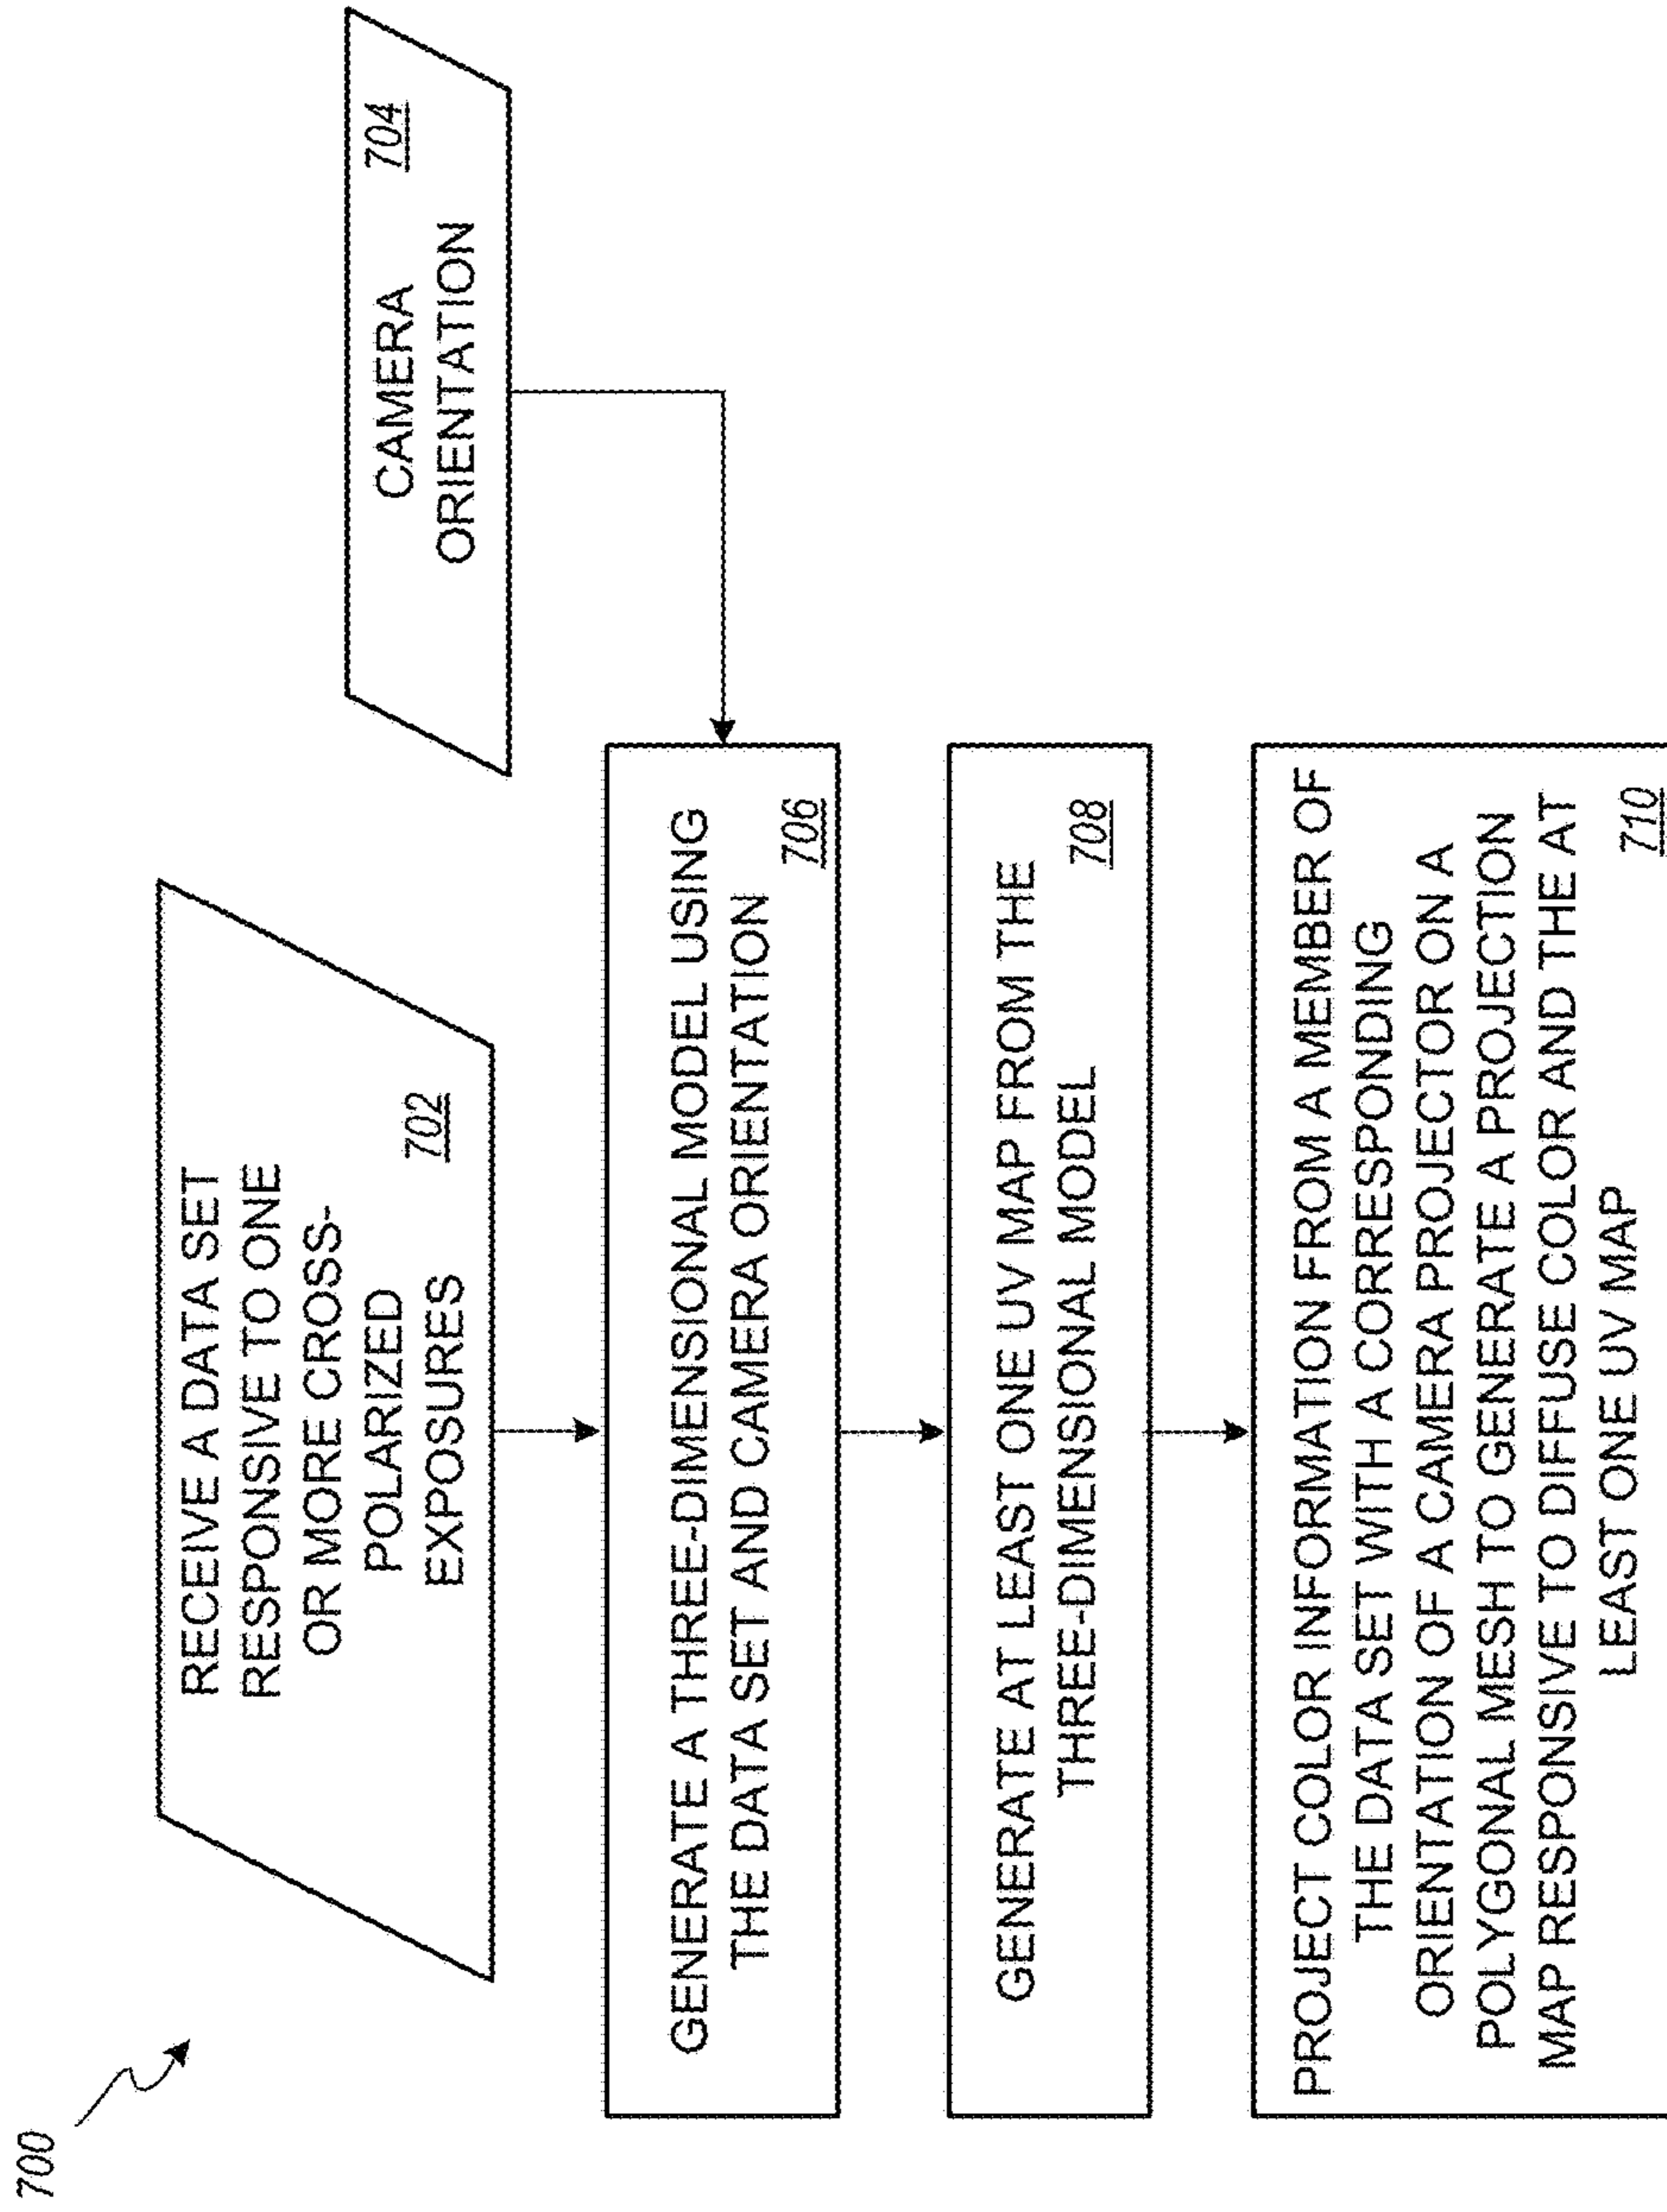 700
RECEIVE A DATA SET
RESPONSIVE TO ONE
OR MORE CROSS-
POLARIZED
EXPOSURES
702
CAMERA
ORIENTATION
704
GENERATE A THREE-DIMENSIONAL MODEL USING
THE DATA SET AND CAMERA ORIENTATION
706
GENERATE AT LEAST ONE UV MAP FROM THE
THREE-DIMENSIONAL MODEL
708
PROJECT COLOR INFORMATION FROM A MEMBER OF
THE DATA SET WITH A CORRESPONDING
ORIENTATION OF A CAMERA PROJECTOR ON A
POLYGONAL MESH TO GENERATE A PROJECTION
MAP RESPONSIVE TO DIFFUSE COLOR AND THE AT
LEAST ONE UV MAP
710